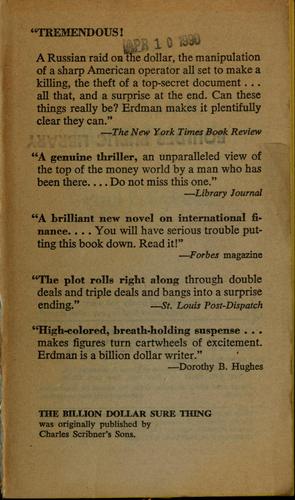 "TREMENDOUS!
APR 10 1990
A Russian raid on the dollar, the manipulation
of a sharp American operator all set to make a
killing, the theft of a top-secret document . . .
all that, and a surprise at the end. Can these
things really be? Erdman makes it plentifully
clear they can."
—The New York Times Book Review
"A genuine thriller, an unparalleled view of
the top of the money world by a man who has
been there. . . . Do not miss this one."
—Library Journal
"A brilliant new novel on international fi-
nance. . . . You will have serious trouble put-
ting this book down. Read it!"
—Forbes magazine
"The plot rolls right along through double
deals and triple deals and bangs into a surprise
ending." —St. Louis Post-Dispatch
"High-colored, breath-holding suspense . . .
makes figures turn cartwheels of excitement.
Erdman is a billion dollar writer."
—Dorothy B. Hughes
THE BILLION DOLLAR SURE THING
was originally published by
Charles Scribner's Sons.